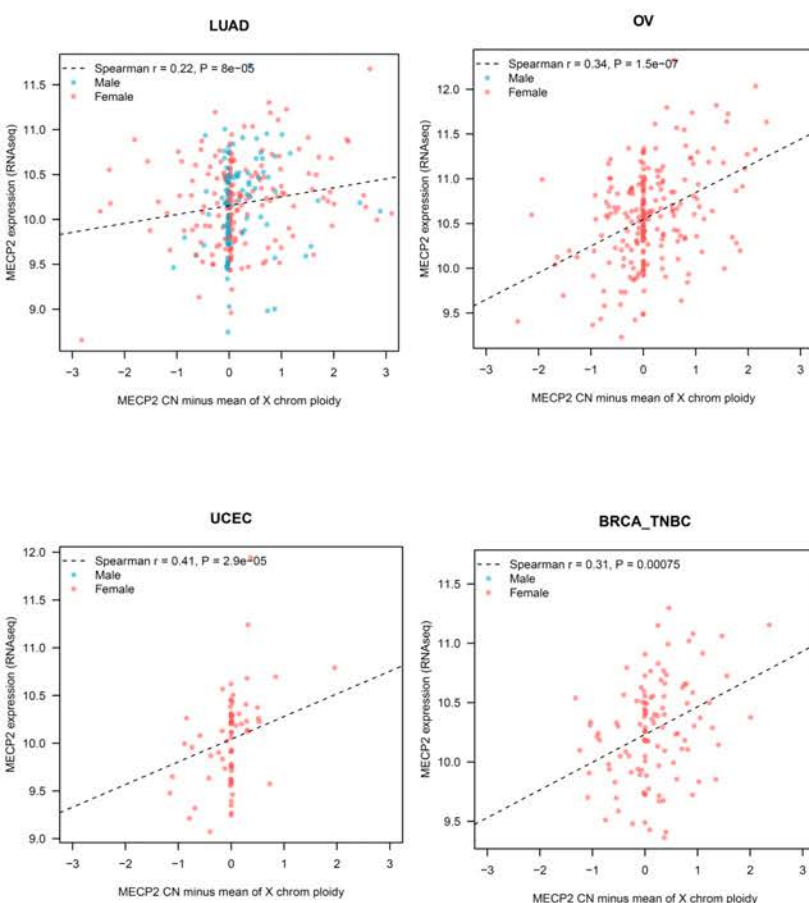 LUAD
Spearman r = 0.22, P = 8e−05
Male
Female
11.5
11.0
10.5
10.0
9.5
9.0
MECP2 expression (RNAseq)
−3 −2 −1 0 1 2 3
MECP2 CN minus mean of X chrom ploidy
OV
Spearman r = 0.34, P = 1.5e−07
Male
Female
12.0
11.5
11.0
10.5
10.0
9.5
MECP2 expression (RNAseq)
−3 −2 −1 0 1 2 3
MECP2 CN minus mean of X chrom ploidy
UCEC
Spearman r = 0.41, P = 2.9e−05
Male
Female
12.0
11.5
11.0
10.5
10.0
9.5
9.0
MECP2 expression (RNAseq)
−3 −2 −1 0 1 2 3
MECP2 CN minus mean of X chrom ploidy
BRCA_TNBC
Spearman r = 0.31, P = 0.00075
Male
Female
11.5
11.0
10.5
10.0
9.5
MECP2 expression (RNAseq)
−3 −2 −1 0 1 2 3
MECP2 CN minus mean of X chrom ploidy